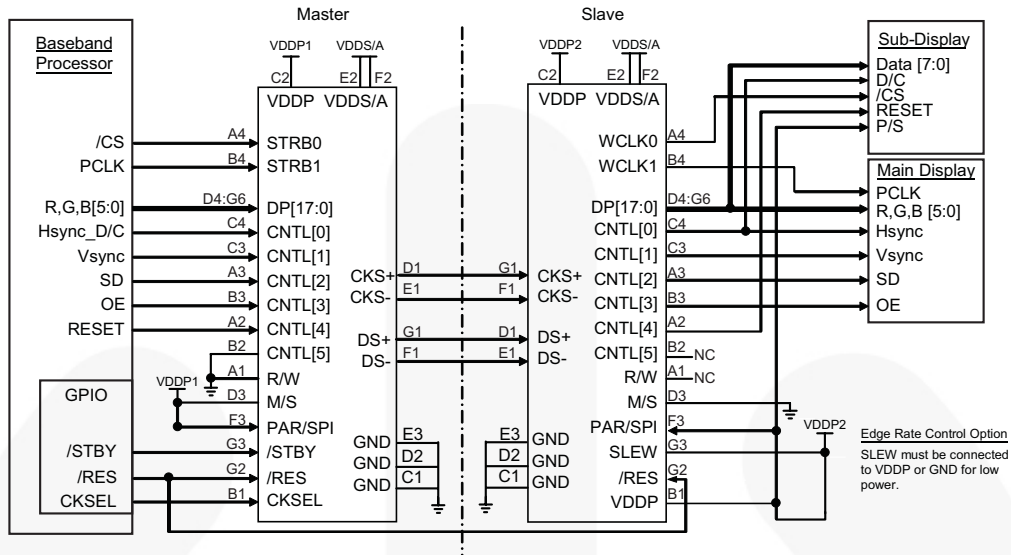 Master
Slave
Baseband
Processor
/CS
PCLK
R,G,B[5:0]
Hsync_D/C
Vsync
SD
OE
RESET
GPIO
/STBY
/RES
CKSEL
VDDP1
VDDS/A
C2
E2
F2
VDDP
VDDS/A
A4
STRB0
B4
STRB1
D4:G6
DP[17:0]
C4
CNTL[0]
C3
CNTL[1]
A3
CNTL[2]
B3
CNTL[3]
A2
CNTL[4]
B2
CNTL[5]
A1
R/W
VDDP1
D3
M/S
F3
PAR/SPI
G3
/STBY
G2
/RES
B1
CKSEL
CKS+
D1
CKS-
E1
DS+
G1
DS-
F1
GND
E3
GND
D2
GND
C1
VDDP2
VDDS/A
C2
E2
F2
VDDP
VDDS/A
G1
CKS+
F1
CKS-
D1
DS+
E1
DS-
E3
GND
D2
GND
C1
GND
WCLK0
A4
WCLK1
B4
DP[17:0]
D4:G6
CNTL[0]
C4
CNTL[1]
C3
CNTL[2]
A3
CNTL[3]
B3
CNTL[4]
A2
CNTL[5]
B2
NC
R/W
A1
NC
M/S
D3
PAR/SPI
F3
SLEW
G3
/RES
G2
VDDP
B1
VDDP2
Sub-Display
Data [7:0]
D/C
/CS
RESET
P/S
Main Display
PCLK
R,G,B [5:0]
Hsync
Vsync
SD
OE
Edge Rate Control Option
SLEW must be connected
to VDDP or GND for low
power.